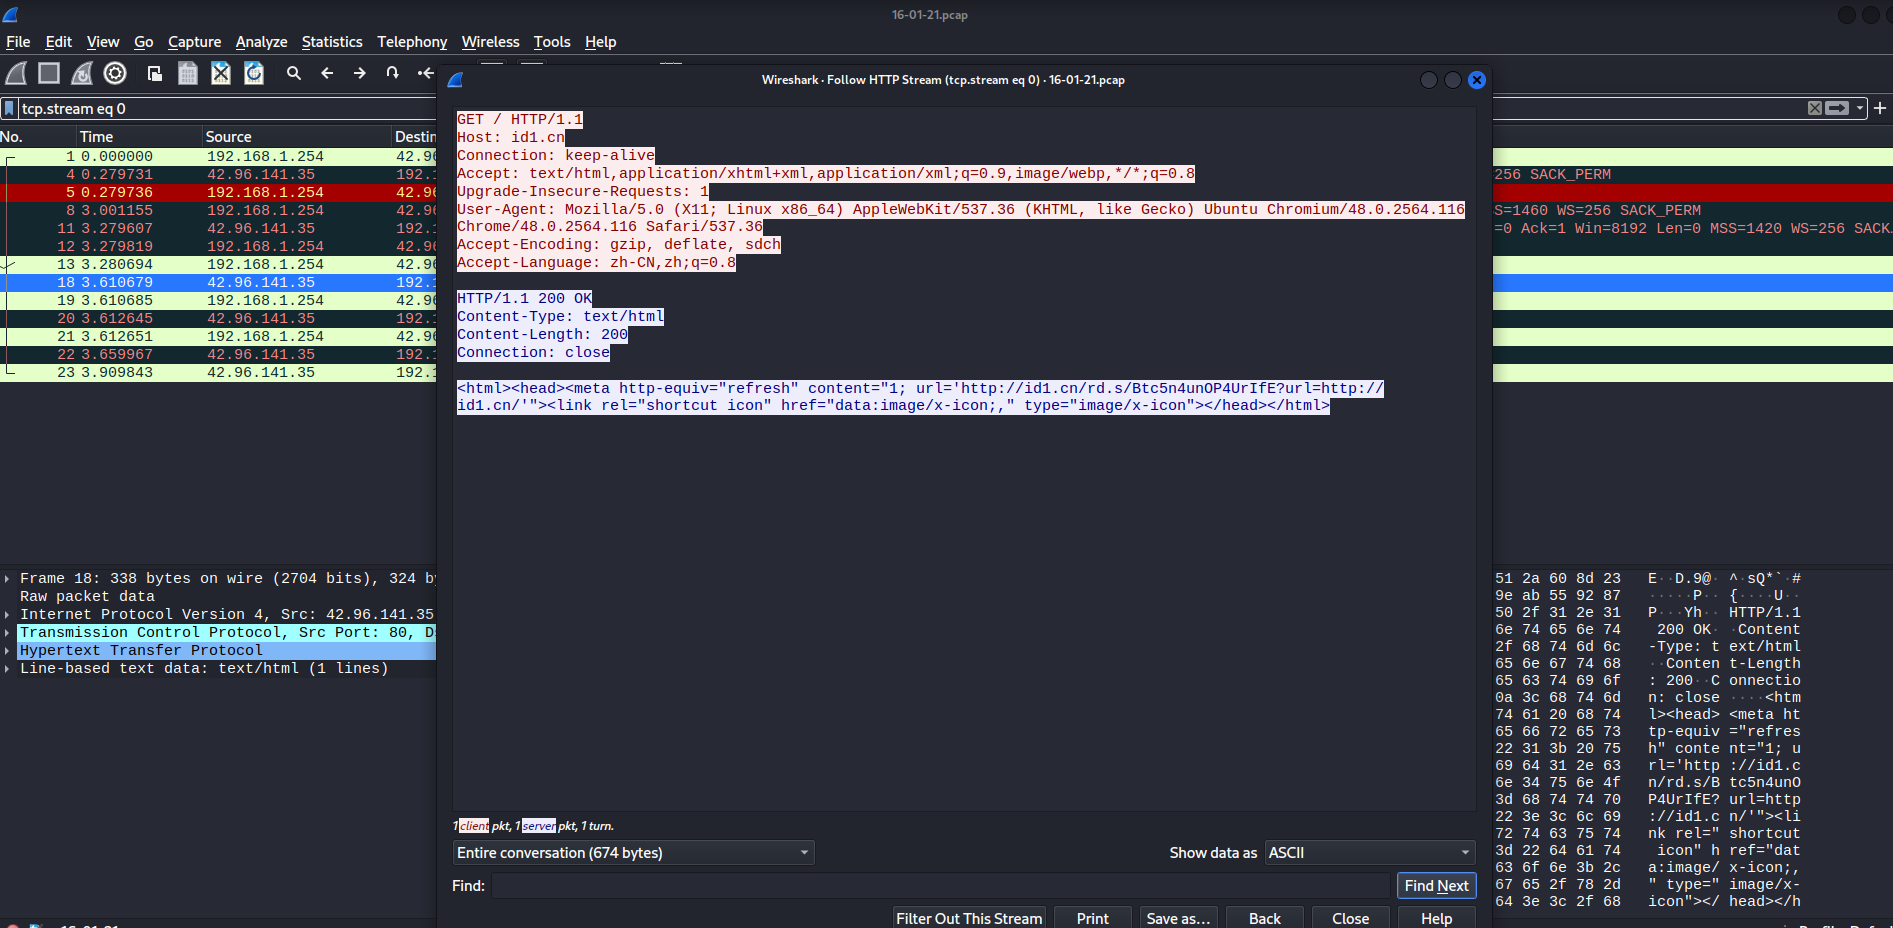 16-01-21.pcap
File Edit View Go Capture Analyze Statistics Telephony Wireless Tools Help
tcp.stream eq 0
No. Time Source Destin
1 0.000000 192.168.1.254 42.96
4 0.279731 42.96.141.35 192.1
5 0.279736 192.168.1.254 42.96
8 3.001155 192.168.1.254 42.96
11 3.279607 42.96.141.35 192.1
12 3.279819 192.168.1.254 42.96
13 3.280694 192.168.1.254 42.96
18 3.610679 42.96.141.35 192.1
19 3.610685 192.168.1.254 42.96
20 3.612645 42.96.141.35 192.1
21 3.612651 192.168.1.254 42.96
22 3.659967 42.96.141.35 192.1
23 3.909843 42.96.141.35 192.1
256 SACK_PERM
S=1460 WS=256 SACK_PERM
=0 Ack=1 Win=8192 Len=0 MSS=1420 WS=256 SACK
Wireshark · Follow HTTP Stream (tcp.stream eq 0) · 16-01-21.pcap
GET / HTTP/1.1
Host: id1.cn
Connection: keep-alive
Accept: text/html,application/xhtml+xml,application/xml;q=0.9,image/webp,*/*;q=0.8
Upgrade-Insecure-Requests: 1
User-Agent: Mozilla/5.0 (X11; Linux x86_64) AppleWebKit/537.36 (KHTML, like Gecko) Ubuntu Chromium/48.0.2564.116
Chrome/48.0.2564.116 Safari/537.36
Accept-Encoding: gzip, deflate, sdch
Accept-Language: zh-CN,zh;q=0.8
HTTP/1.1 200 OK
Content-Type: text/html
Content-Length: 200
Connection: close
<html><head><meta http-equiv="refresh" content="1; url='http://id1.cn/rd.s/Btc5n4unOP4UrIfE?url=http://
id1.cn/'"><link rel="shortcut icon" href="data:image/x-icon;," type="image/x-icon"></head></html>
1 client pkt, 1 server pkt, 1 turn.
Entire conversation (674 bytes)
Show data as ASCII
Find:
Find Next
Filter Out This Stream Print Save as… Back Close Help
Frame 18: 338 bytes on wire (2704 bits), 324 by
Raw packet data
Internet Protocol Version 4, Src: 42.96.141.35
Transmission Control Protocol, Src Port: 80, Ds
Hypertext Transfer Protocol
Line-based text data: text/html (1 lines)
51 2a 60 8d 23 E··D.9@· ^·sQ*`·#
9e ab 55 92 87 ·····P·· {····U··
50 2f 31 2e 31 P···Yh·· HTTP/1.1
6e 74 65 6e 74 200 OK· ·Content
2f 68 74 6d 6c -Type: t ext/html
65 6e 67 74 68 ··Conten t-Length
65 63 74 69 6f : 200··C onnectio
0a 3c 68 74 6d n: close ····<htm
74 61 20 68 74 l><head> <meta ht
65 66 72 65 73 tp-equiv ="refres
22 31 3b 20 75 h" conte nt="1; u
69 64 31 2e 63 rl='http ://id1.c
6e 34 75 6e 4f n/rd.s/B tc5n4unO
3d 68 74 74 70 P4UrIfE? url=http
22 3e 3c 6c 69 ://id1.c n/'"><li
72 74 63 75 74 nk rel=" shortcut
3d 22 64 61 74 icon" h ref="dat
63 6f 6e 3b 2c a:image/ x-icon;,
67 65 2f 78 2d " type=" image/x-
64 3e 3c 2f 68 icon"></ head></h